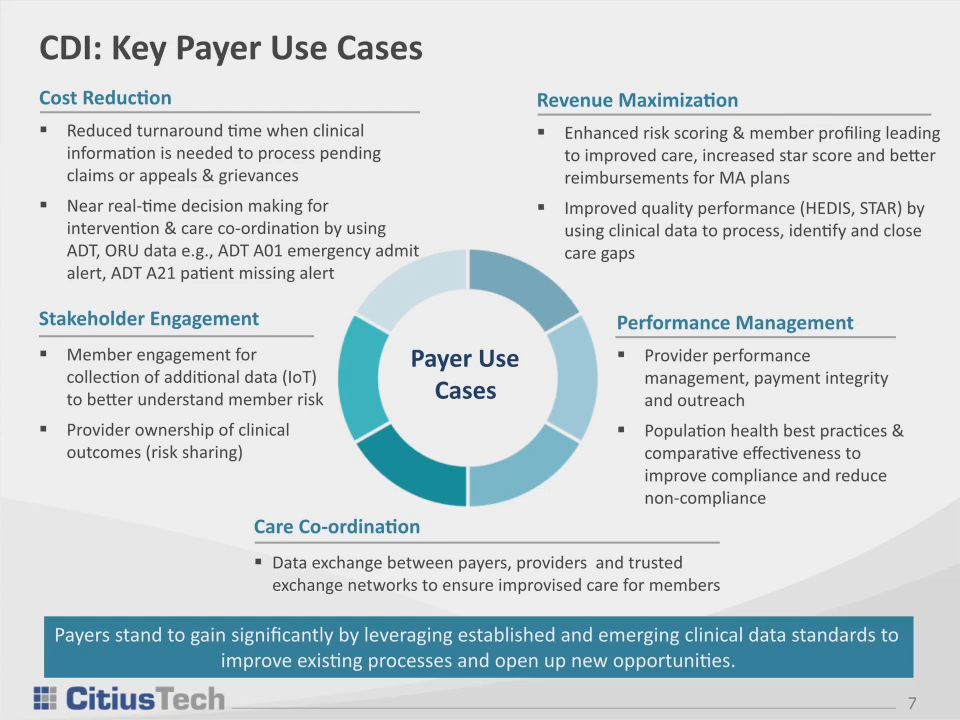 CDI: Key Payer Use Cases
Cost Reduction
▪ Reduced turnaround time when clinical
information is needed to process pending
claims or appeals & grievances
▪ Near real-time decision making for
intervention & care co-ordination by using
ADT, ORU data e.g., ADT A01 emergency admit
alert, ADT A21 patient missing alert
Revenue Maximization
▪ Enhanced risk scoring & member profiling leading
to improved care, increased star score and better
reimbursements for MA plans
▪ Improved quality performance (HEDIS, STAR) by
using clinical data to process, identify and close
care gaps
Stakeholder Engagement
▪ Member engagement for
collection of additional data (IoT)
to better understand member risk
▪ Provider ownership of clinical
outcomes (risk sharing)
Payer Use
Cases
Performance Management
▪ Provider performance
management, payment integrity
and outreach
▪ Population health best practices &
comparative effectiveness to
improve compliance and reduce
non-compliance
Care Co-ordination
▪ Data exchange between payers, providers and trusted
exchange networks to ensure improvised care for members
Payers stand to gain significantly by leveraging established and emerging clinical data standards to
improve existing processes and open up new opportunities.
CitiusTech
7